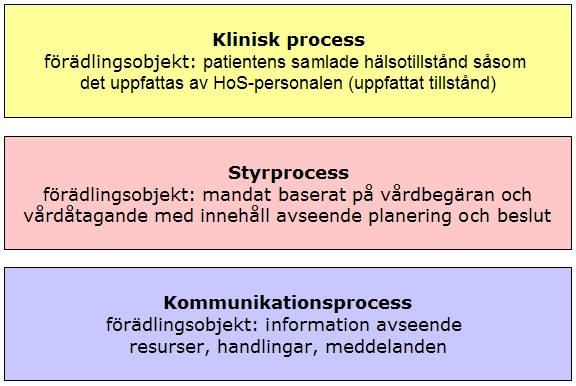 Klinisk process
förädlingsobjekt: patientens samlade hälsotillstånd såsom
det uppfattas av HoS-personalen (uppfattat tillstånd)
Styrprocess
förädlingsobjekt: mandat baserat på vårdbegäran och
vårdåtagande med innehåll avseende planering och beslut
Kommunikationsprocess
förädlingsobjekt: information avseende
resurser, handlingar, meddelanden